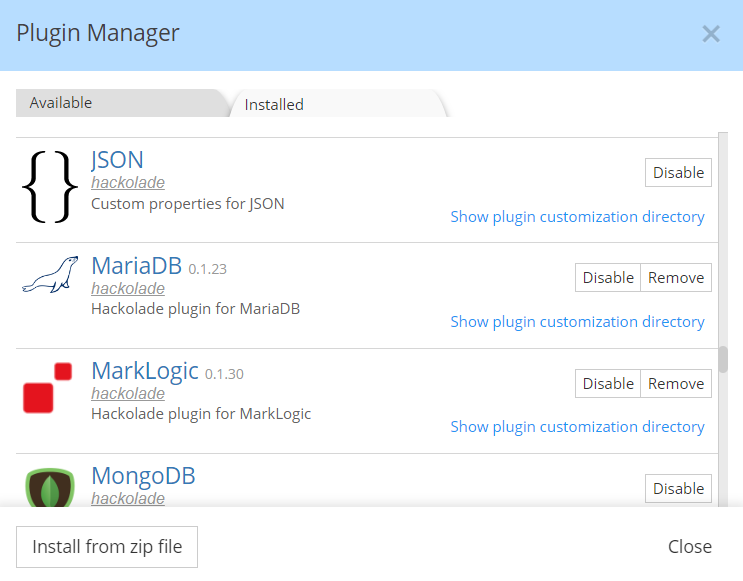 Plugin Manager
Available
Installed
JSON
hackolade
Custom properties for JSON
Disable
Show plugin customization directory
MariaDB 0.1.23
hackolade
Hackolade plugin for MariaDB
Disable Remove
Show plugin customization directory
MarkLogic 0.1.30
hackolade
Hackolade plugin for MarkLogic
Disable Remove
Show plugin customization directory
MongoDB
hackolade
Disable
Install from zip file
Close